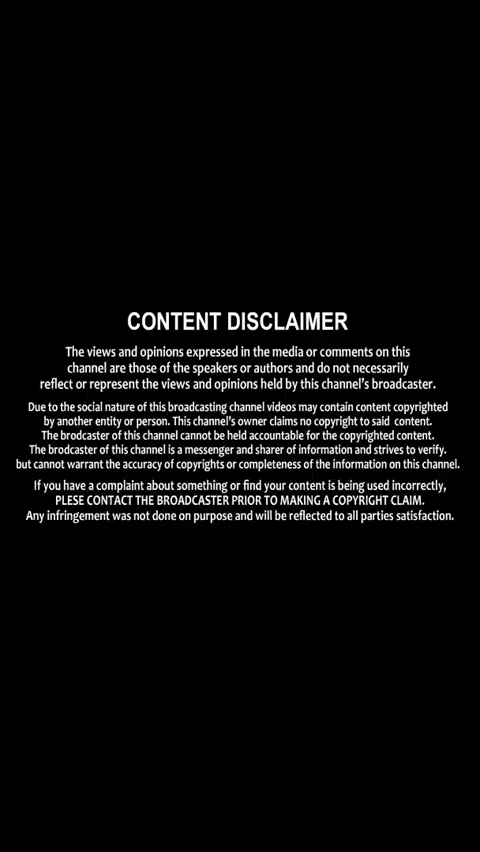 CONTENT DISCLAIMER
The views and opinions expressed in the media or comments on this
channel are those of the speakers or authors and do not necessarily
reflect or represent the views and opinions held by this channel's broadcaster.
Due to the social nature of this broadcasting channel videos may contain content copyrighted
by another entity or person. This channel's owner claims no copyright to said content.
The brodcaster of this channel cannot be held accountable for the copyrighted content.
The brodcaster of this channel is a messenger and sharer of information and strives to verify.
but cannot warrant the accuracy of copyrights or completeness of the information on this channel.
If you have a complaint about something or find your content is being used incorrectly,
PLESE CONTACT THE BROADCASTER PRIOR TO MAKING A COPYRIGHT CLAIM.
Any infringement was not done on purpose and will be reflected to all parties satisfaction.